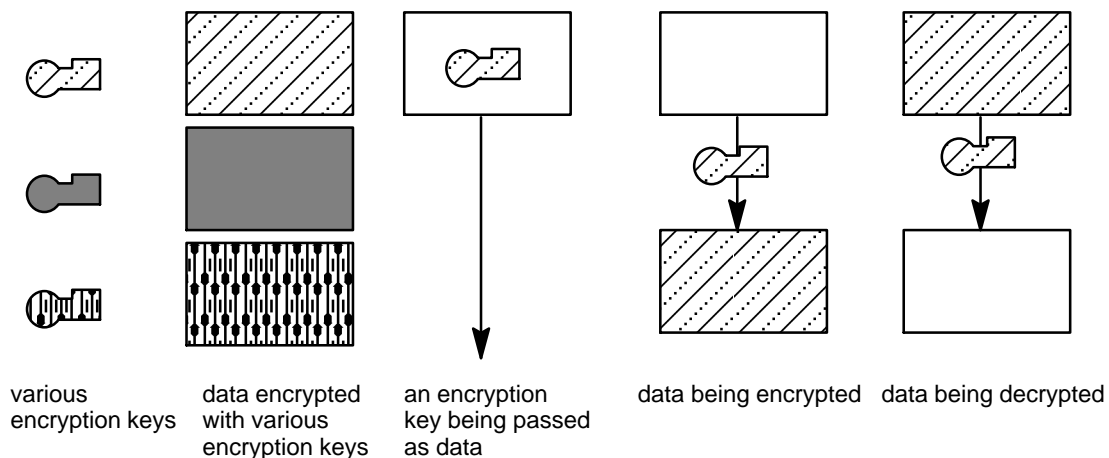 various
encryption keys
data encrypted
with various
encryption keys
an encryption
key being passed
as data
data being encrypted
data being decrypted